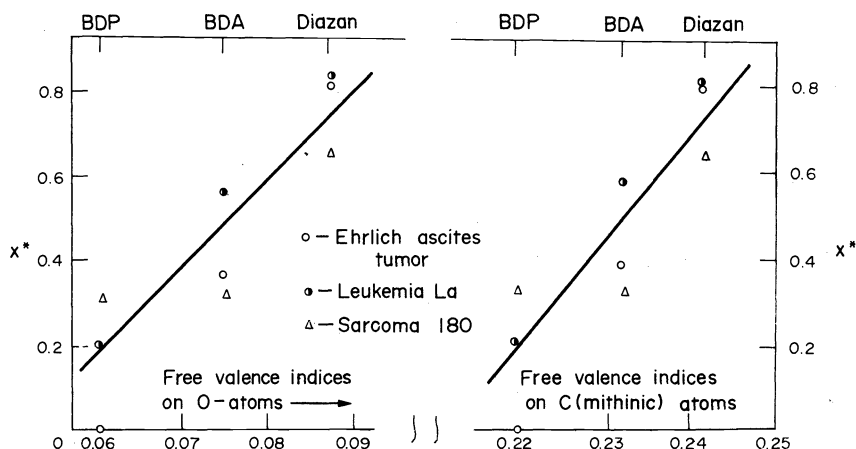 BDP BDA Diazan BDP BDA Diazan
0.8 0.8
0.6 0.6
x* 0.4 0.4 x*
0.2 0.2
o – Ehrlich ascites
tumor
◑ – Leukemia La
△ – Sarcoma 180
Free valence indices
on O-atoms →
Free valence indices
on C(mithinic) atoms
0 0.06 0.07 0.08 0.09 0.22 0.23 0.24 0.25